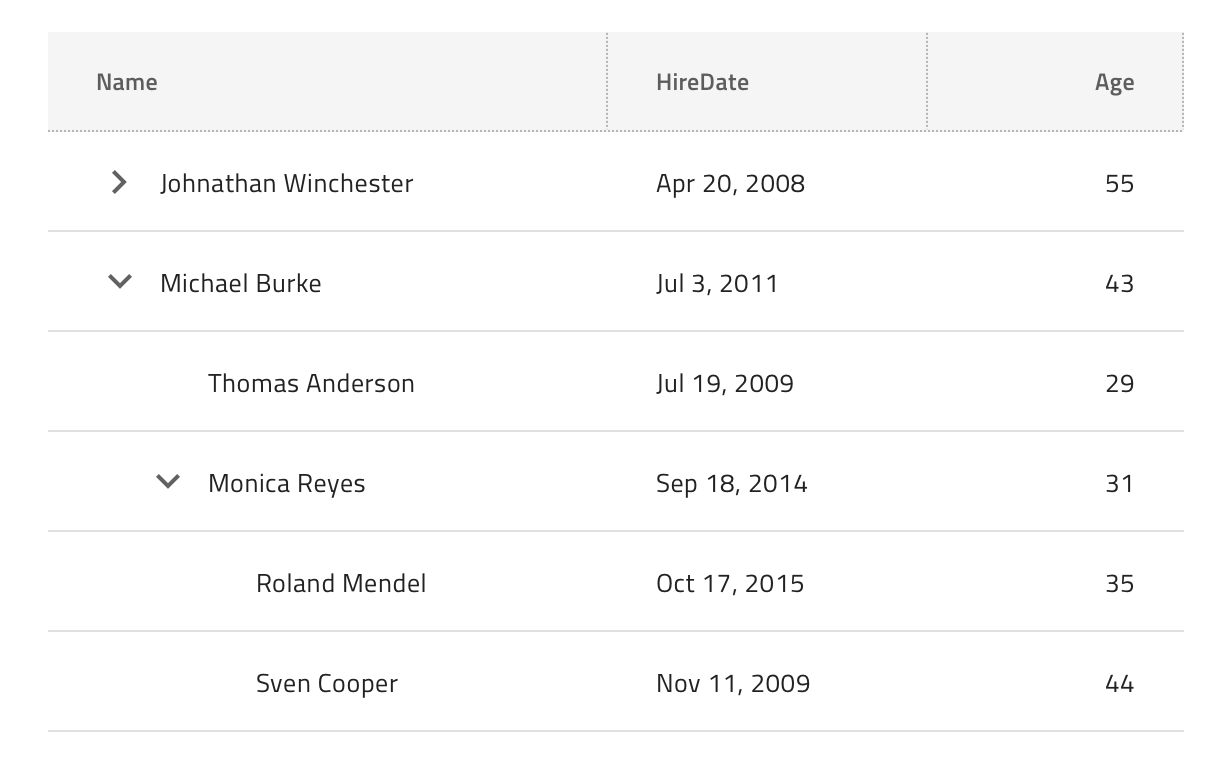 Name HireDate Age
Johnathan Winchester Apr 20, 2008 55
Michael Burke Jul 3, 2011 43
Thomas Anderson Jul 19, 2009 29
Monica Reyes Sep 18, 2014 31
Roland Mendel Oct 17, 2015 35
Sven Cooper Nov 11, 2009 44